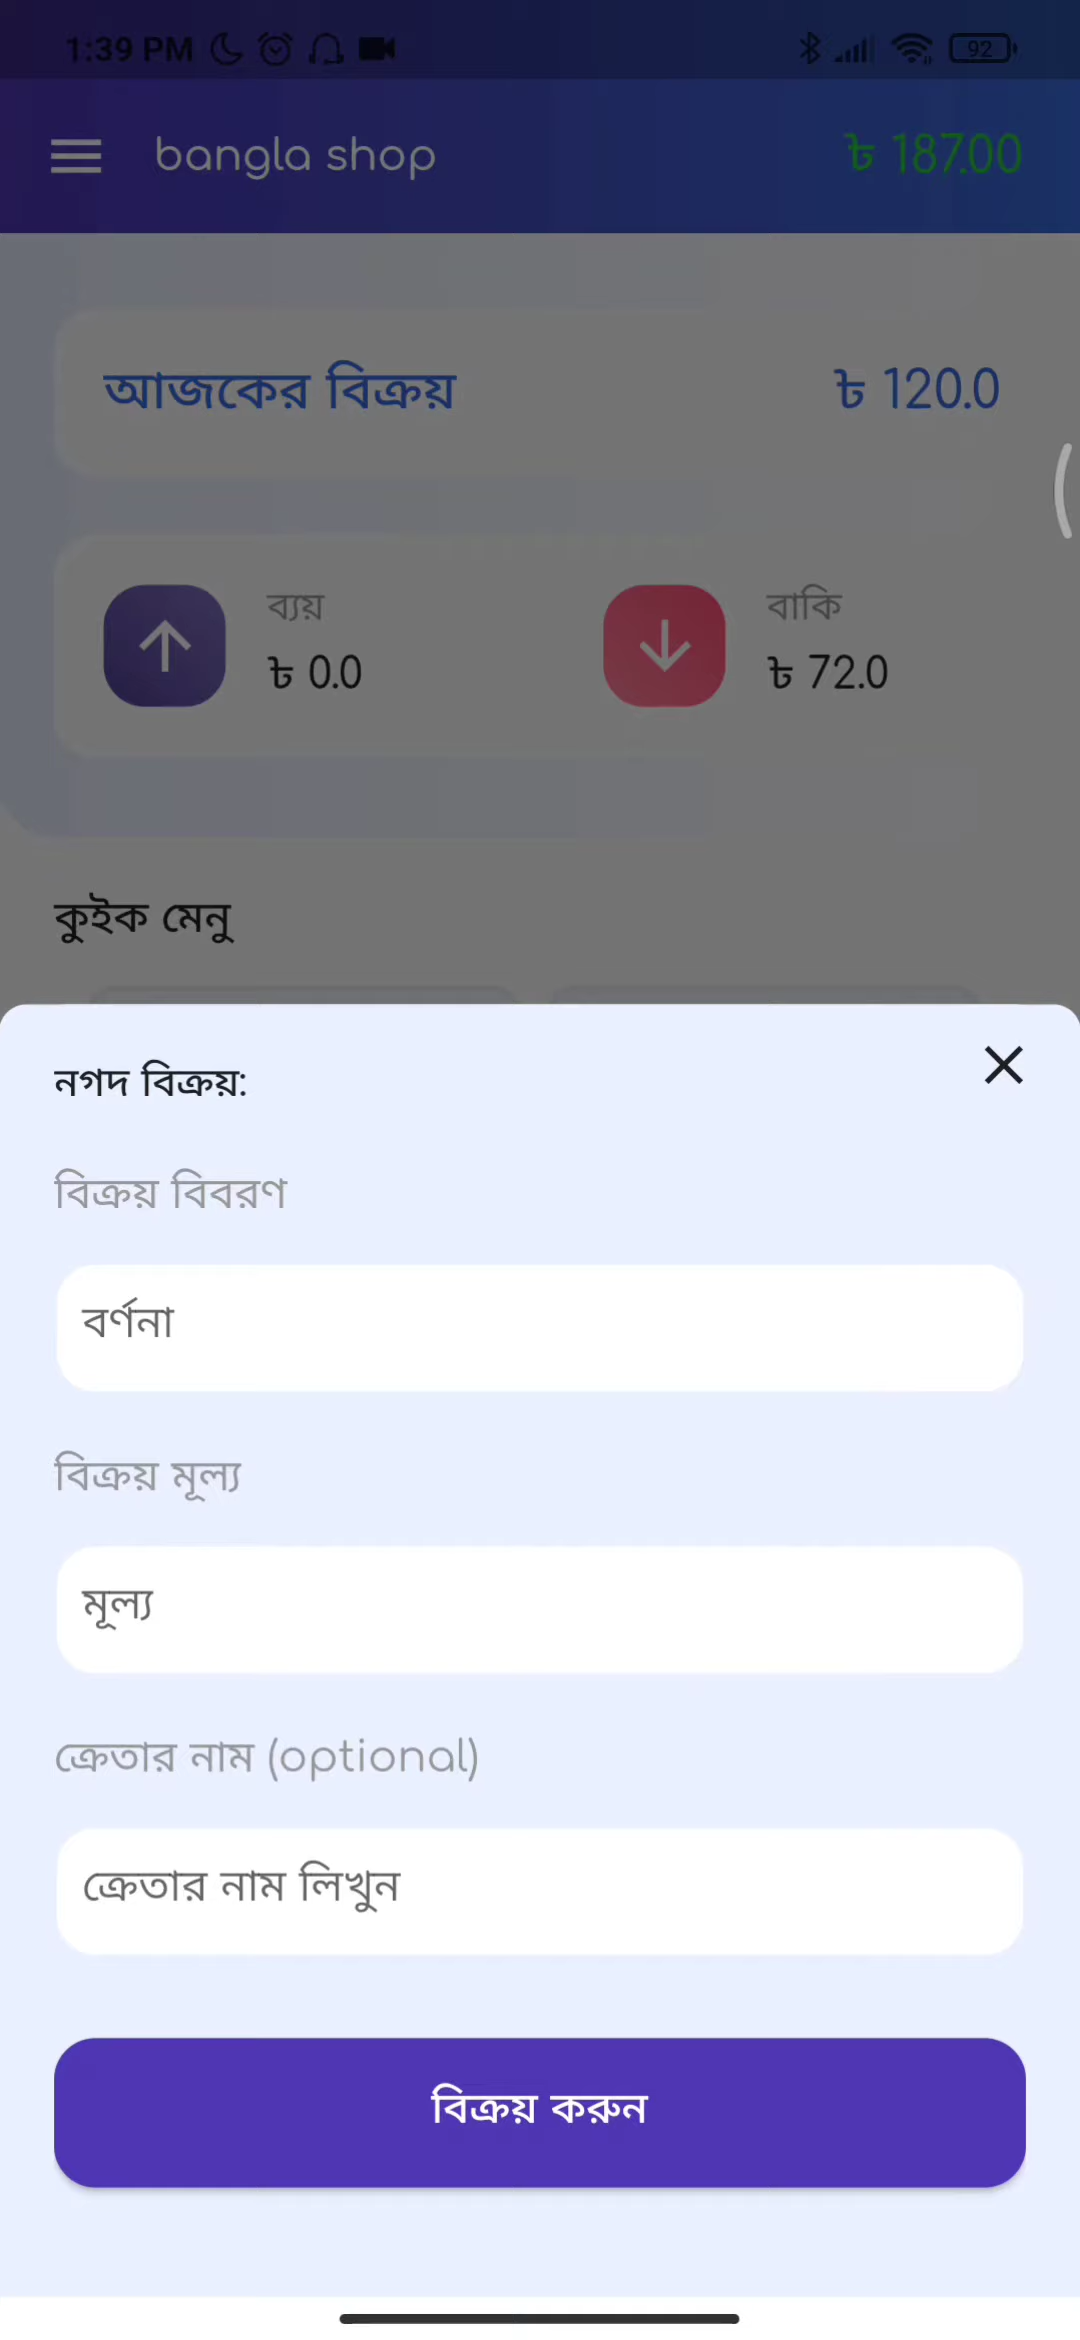 1:39 PM
92
bangla shop
৳ 187.00
আজকের বিক্রয়
৳ 120.0
ব্যয়
৳ 0.0
বাকি
৳ 72.0
কুইক মেনু
নগদ বিক্রয়:
বিক্রয় বিবরণ
বর্ণনা
বিক্রয় মূল্য
মূল্য
ক্রেতার নাম (optional)
ক্রেতার নাম লিখুন
বিক্রয় করুন